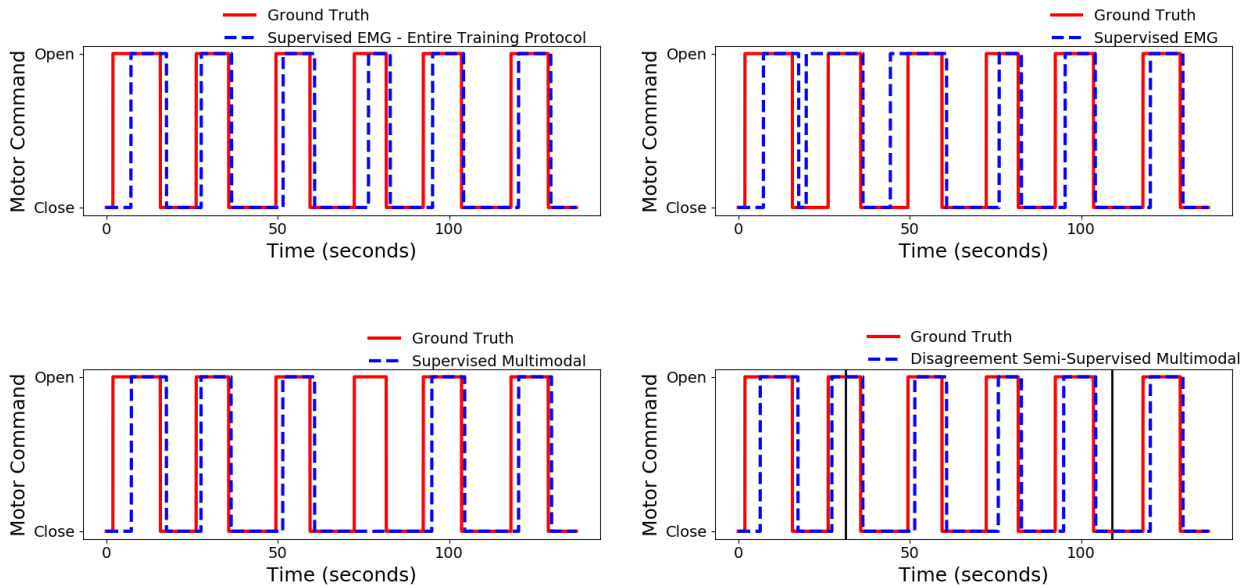 Ground Truth
Supervised EMG - Entire Training Protocol
Motor Command
Open
Close
0
50
100
Time (seconds)
Ground Truth
Supervised EMG
Motor Command
Open
Close
0
50
100
Time (seconds)
Ground Truth
Supervised Multimodal
Motor Command
Open
Close
0
50
100
Time (seconds)
Ground Truth
Disagreement Semi-Supervised Multimodal
Motor Command
Open
Close
0
50
100
Time (seconds)